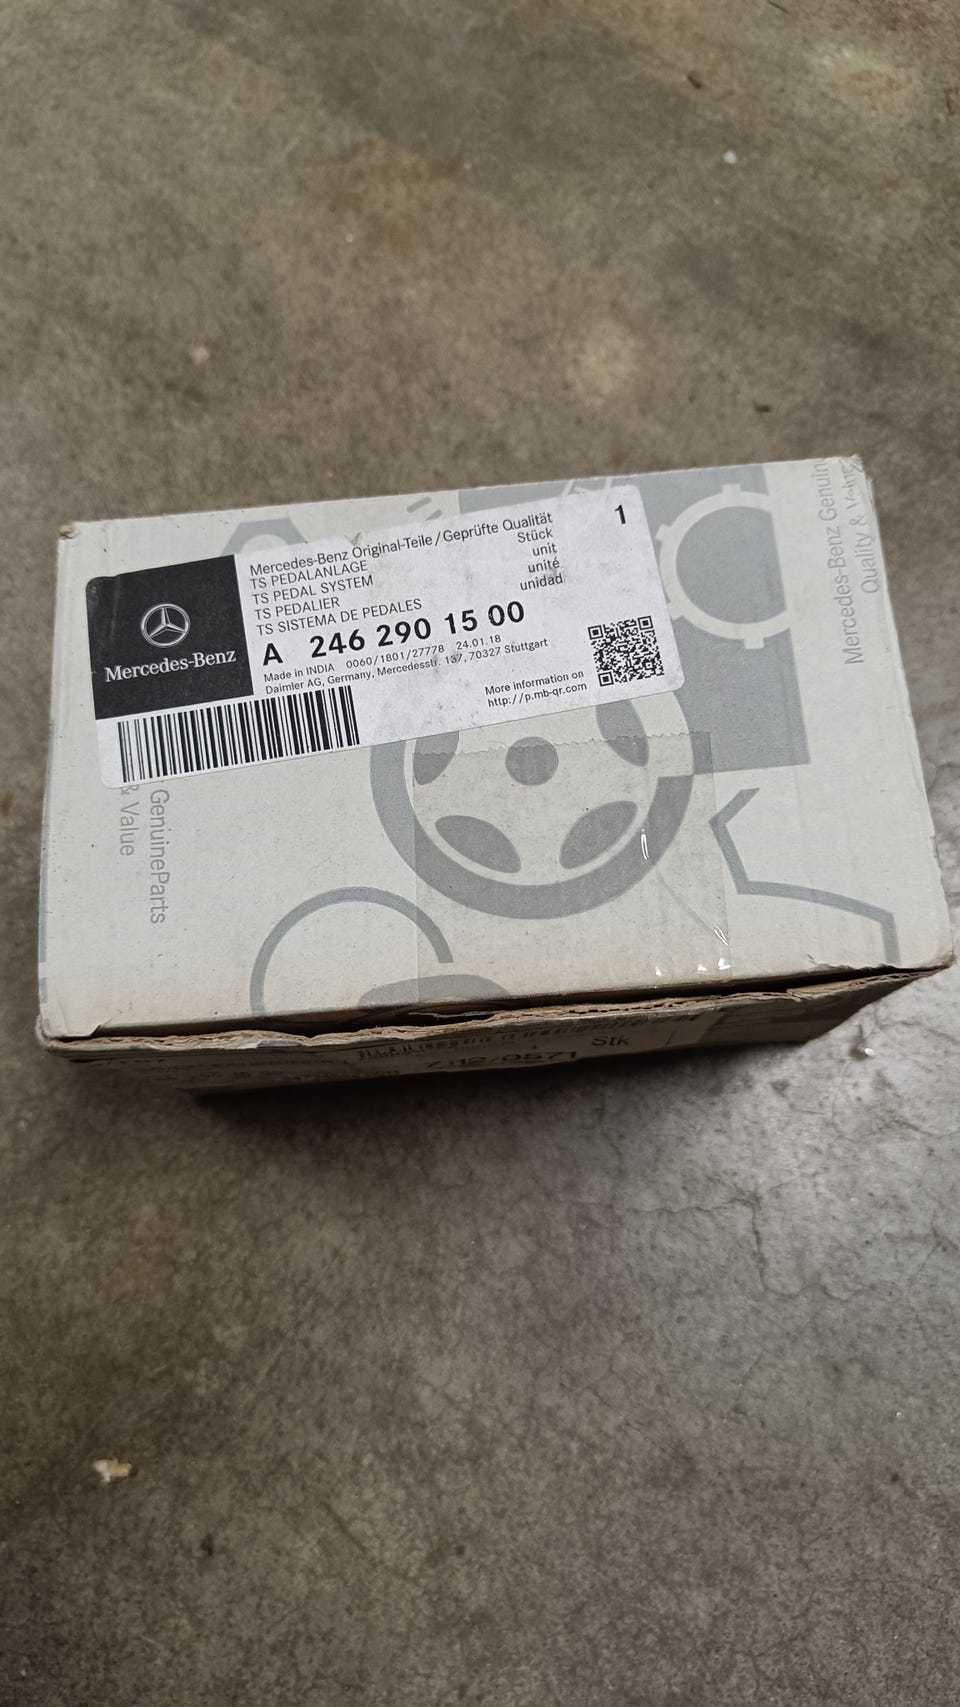 Mercedes-Benz Original-Teile / Geprüfte Qualität 1
TS PEDALANLAGE Stück
TS PEDAL SYSTEM unit
TS PEDALIER unité
TS SISTEMA DE PEDALES unidad
A 246 290 15 00
Made in INDIA 0060/1801/27778 24.01.18
Daimler AG, Germany, Mercedesstr. 137, 70327 Stuttgart
More information on
http://p.mb-qr.com
Mercedes-Benz
Mercedes-Benz Genuin
Quality & Value
GenuineParts
& Value
Stk